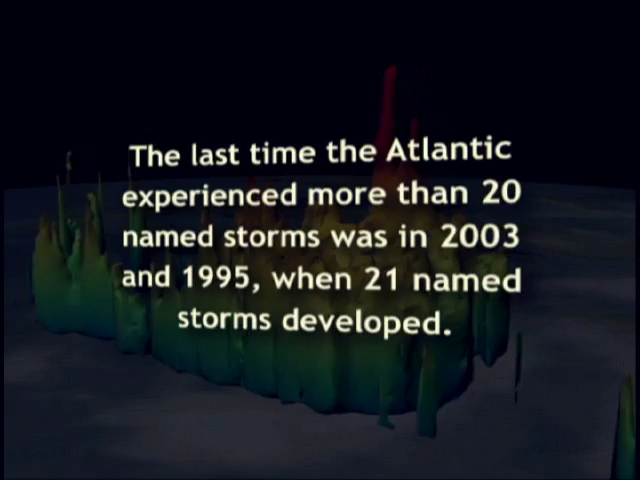 The last time the Atlantic
experienced more than 20
named storms was in 2003
and 1995, when 21 named
storms developed.